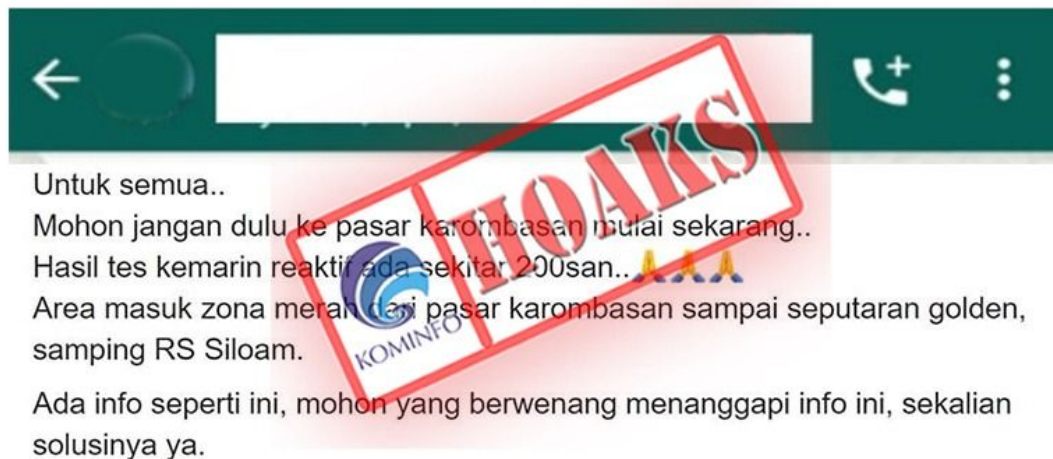 HOAKS
KOMINFO
Untuk semua..
Mohon jangan dulu ke pasar karombasan mulai sekarang..
Hasil tes kemarin reaktif ada sekitar 200san..🙏🙏🙏
Area masuk zona merah dari pasar karombasan sampai seputaran golden,
samping RS Siloam.
Ada info seperti ini, mohon yang berwenang menanggapi info ini, sekalian
solusinya ya.